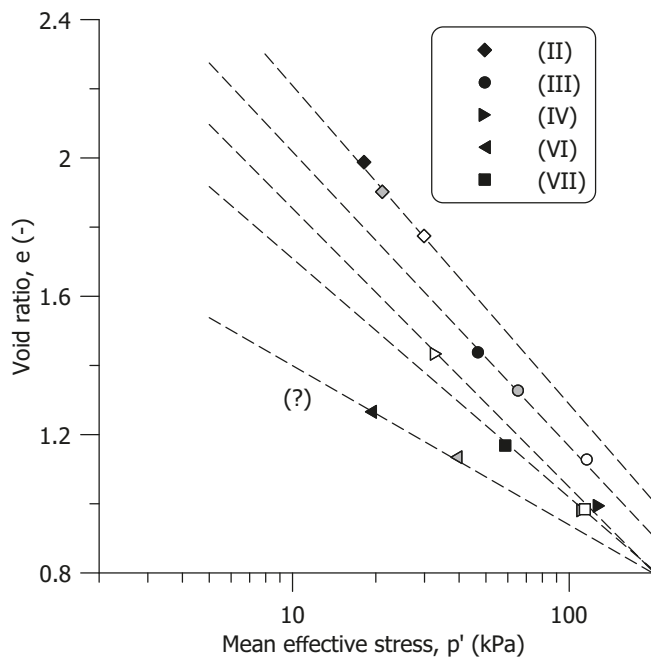 2.4
2
1.6
1.2
0.8
10
100
Void ratio, e (-)
Mean effective stress, p' (kPa)
(II)
(III)
(IV)
(VI)
(VII)
(?)